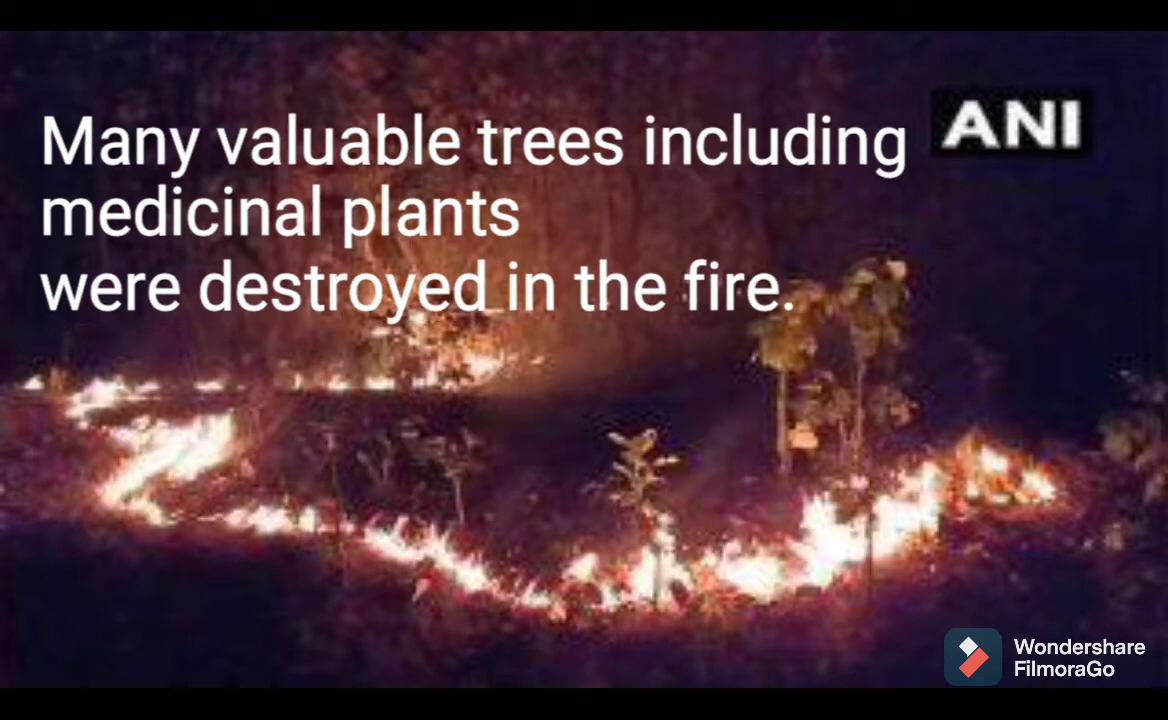 Many valuable trees including
medicinal plants
were destroyed in the fire.
ANI
Wondershare
FilmoraGo